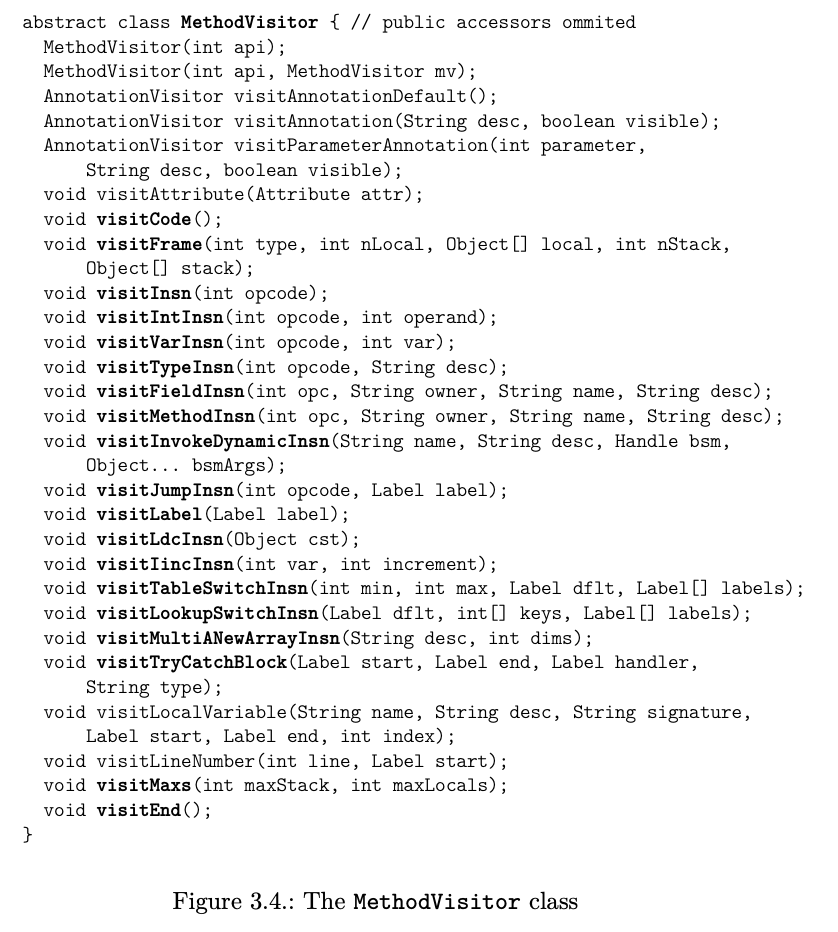 abstract class MethodVisitor { // public accessors ommited
MethodVisitor(int api);
MethodVisitor(int api, MethodVisitor mv);
AnnotationVisitor visitAnnotationDefault();
AnnotationVisitor visitAnnotation(String desc, boolean visible);
AnnotationVisitor visitParameterAnnotation(int parameter,
String desc, boolean visible);
void visitAttribute(Attribute attr);
void visitCode();
void visitFrame(int type, int nLocal, Object[] local, int nStack,
Object[] stack);
void visitInsn(int opcode);
void visitIntInsn(int opcode, int operand);
void visitVarInsn(int opcode, int var);
void visitTypeInsn(int opcode, String desc);
void visitFieldInsn(int opc, String owner, String name, String desc);
void visitMethodInsn(int opc, String owner, String name, String desc);
void visitInvokeDynamicInsn(String name, String desc, Handle bsm,
Object... bsmArgs);
void visitJumpInsn(int opcode, Label label);
void visitLabel(Label label);
void visitLdcInsn(Object cst);
void visitIincInsn(int var, int increment);
void visitTableSwitchInsn(int min, int max, Label dflt, Label[] labels);
void visitLookupSwitchInsn(Label dflt, int[] keys, Label[] labels);
void visitMultiANewArrayInsn(String desc, int dims);
void visitTryCatchBlock(Label start, Label end, Label handler,
String type);
void visitLocalVariable(String name, String desc, String signature,
Label start, Label end, int index);
void visitLineNumber(int line, Label start);
void visitMaxs(int maxStack, int maxLocals);
void visitEnd();
}
Figure 3.4.: The MethodVisitor class